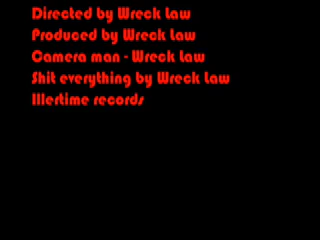 Directed by Wreck Law
Produced by Wreck Law
Camera man - Wreck Law
Shit everything by Wreck Law
Illertime records